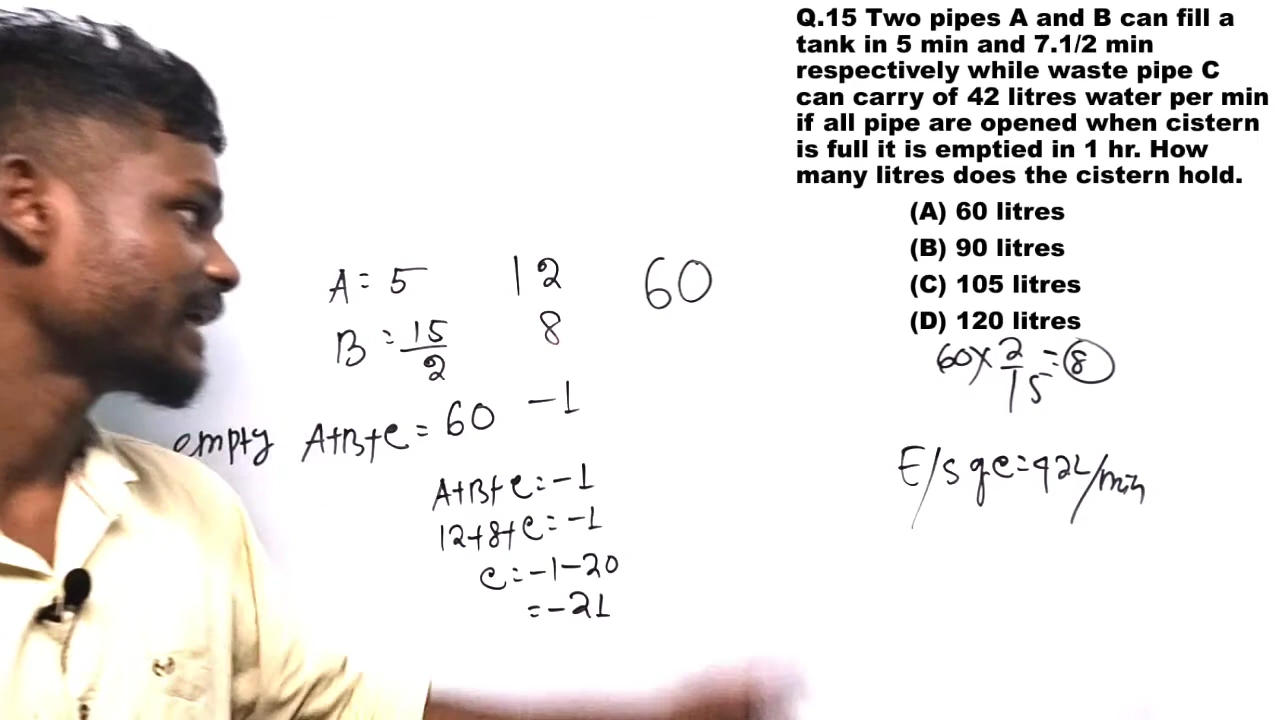 Q.15 Two pipes A and B can fill a
tank in 5 min and 7.1/2 min
respectively while waste pipe C
can carry of 42 litres water per min
if all pipe are opened when cistern
is full it is emptied in 1 hr. How
many litres does the cistern hold.
(A) 60 litres
(B) 90 litres
(C) 105 litres
(D) 120 litres
A = 5 12 60
B = 15/2 8
empty A+B+C = 60 -1
A+B+C = -1
12+8+C = -1
C = -1-20
= -21
60 × 2/15 = 8
E/s of C = 42L/min